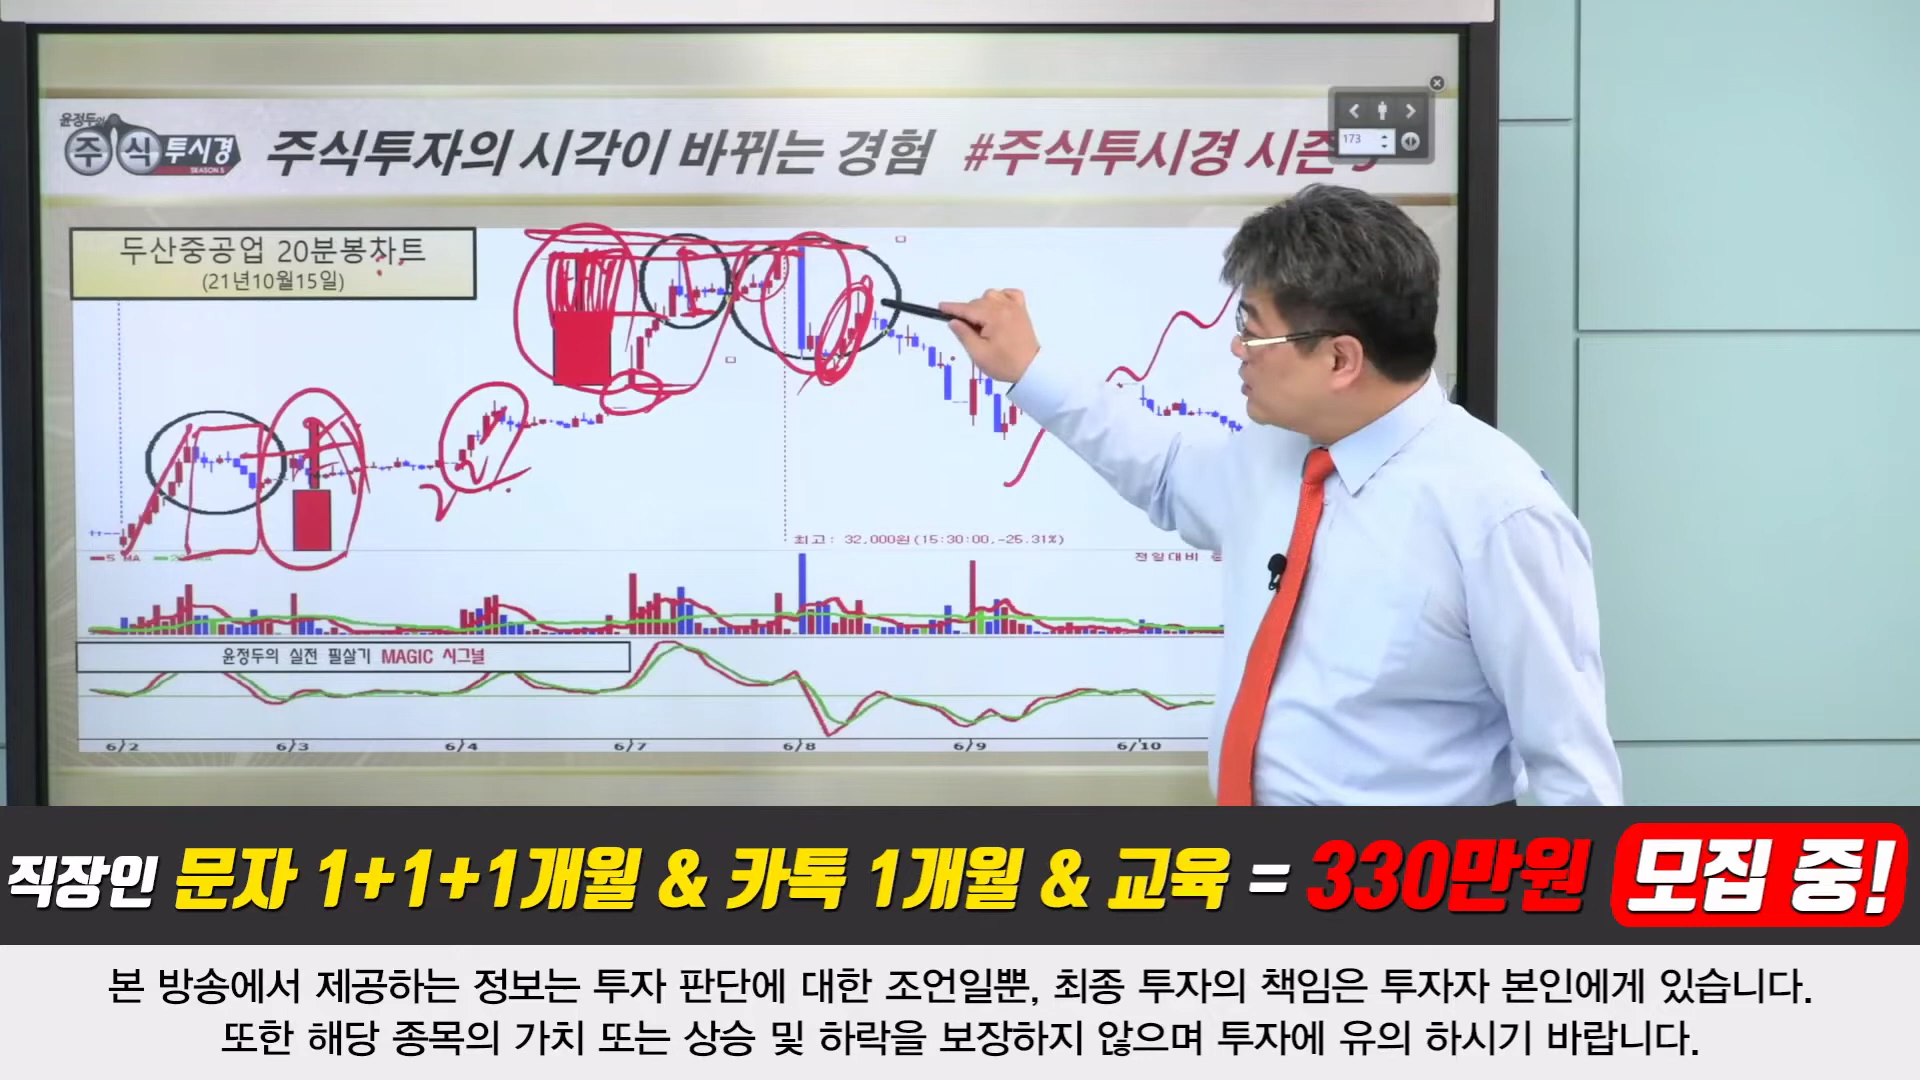 윤정두의
주식투시경
SEASON 5
주식투자의 시각이 바뀌는 경험 #주식투시경 시즌
173
두산중공업 20분봉차트
(21년10월15일)
최고: 32,000원(15:30:00,-25.31%)
5 MA
전일대비
윤정두의 실전 필살기 MAGIC 시그널
6/2 6/3 6/4 6/7 6/8 6/9 6/10
직장인 문자 1+1+1개월 & 카톡 1개월 & 교육 = 330만원 모집 중!
본 방송에서 제공하는 정보는 투자 판단에 대한 조언일뿐, 최종 투자의 책임은 투자자 본인에게 있습니다.
또한 해당 종목의 가치 또는 상승 및 하락을 보장하지 않으며 투자에 유의 하시기 바랍니다.